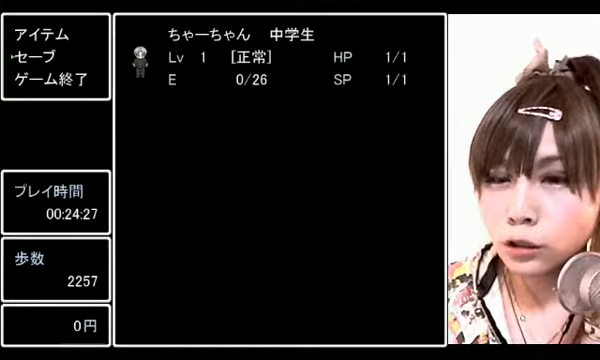 アイテム
セーブ
ゲーム終了
プレイ時間
00:24:27
歩数
2257
0円
ちゃーちゃん 中学生
Lv 1 [正常] HP 1/1
E 0/26 SP 1/1